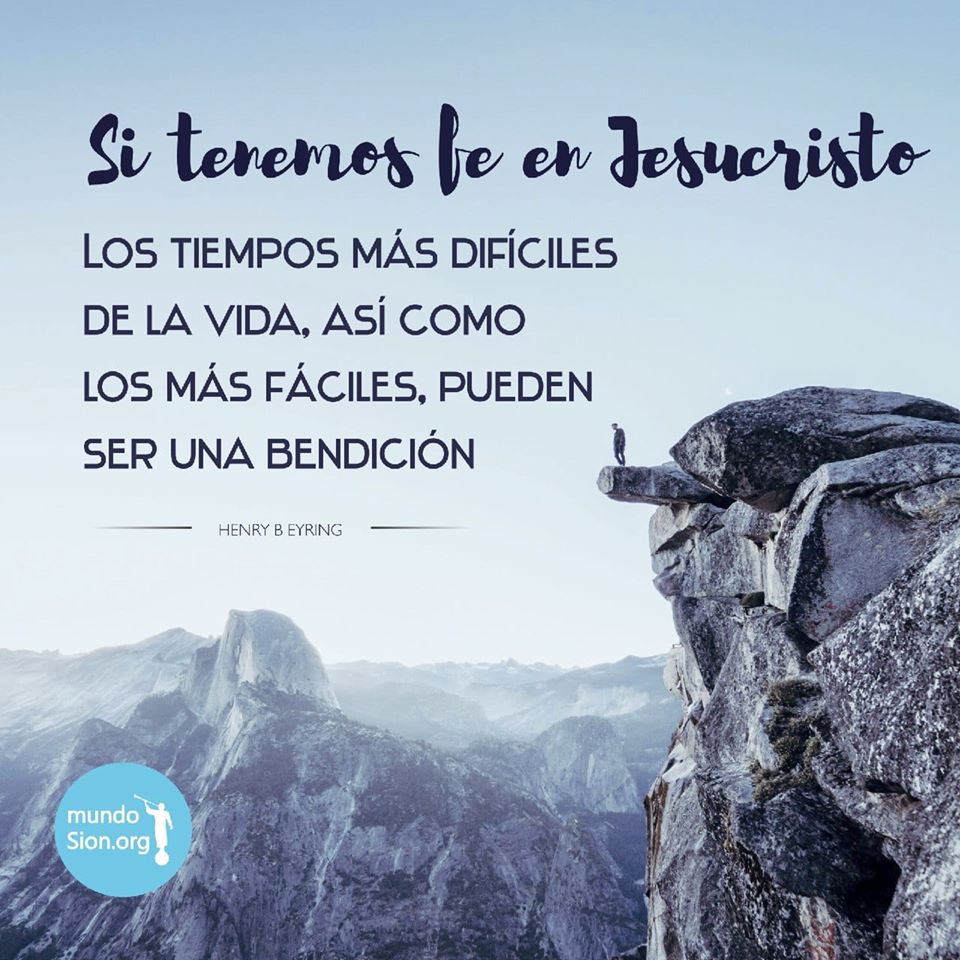 Si tenemos fe en Jesucristo
LOS TIEMPOS MÁS DIFÍCILES
DE LA VIDA, ASÍ COMO
LOS MÁS FÁCILES, PUEDEN
SER UNA BENDICIÓN
HENRY B EYRING
mundo
Sion.org